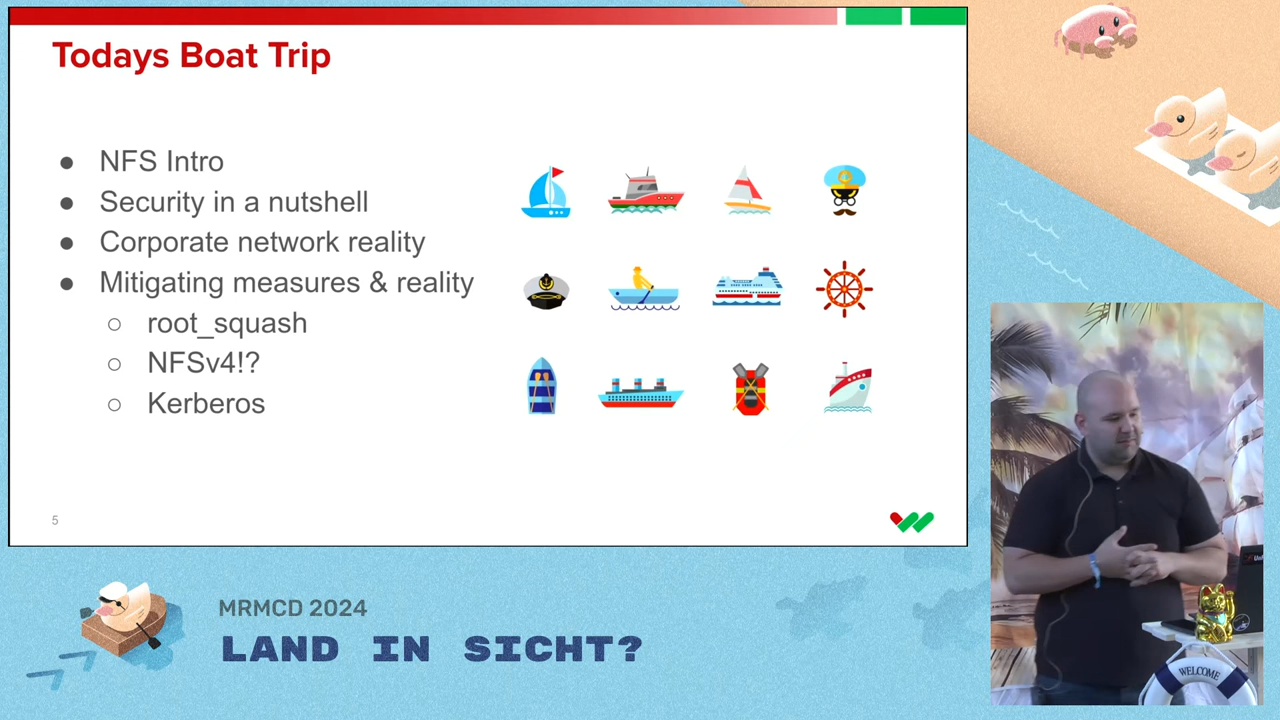 Todays Boat Trip
● NFS Intro
● Security in a nutshell
● Corporate network reality
● Mitigating measures & reality
○ root_squash
○ NFSv4!?
○ Kerberos
5
MRMCD 2024
LAND IN SICHT?
WELCOME